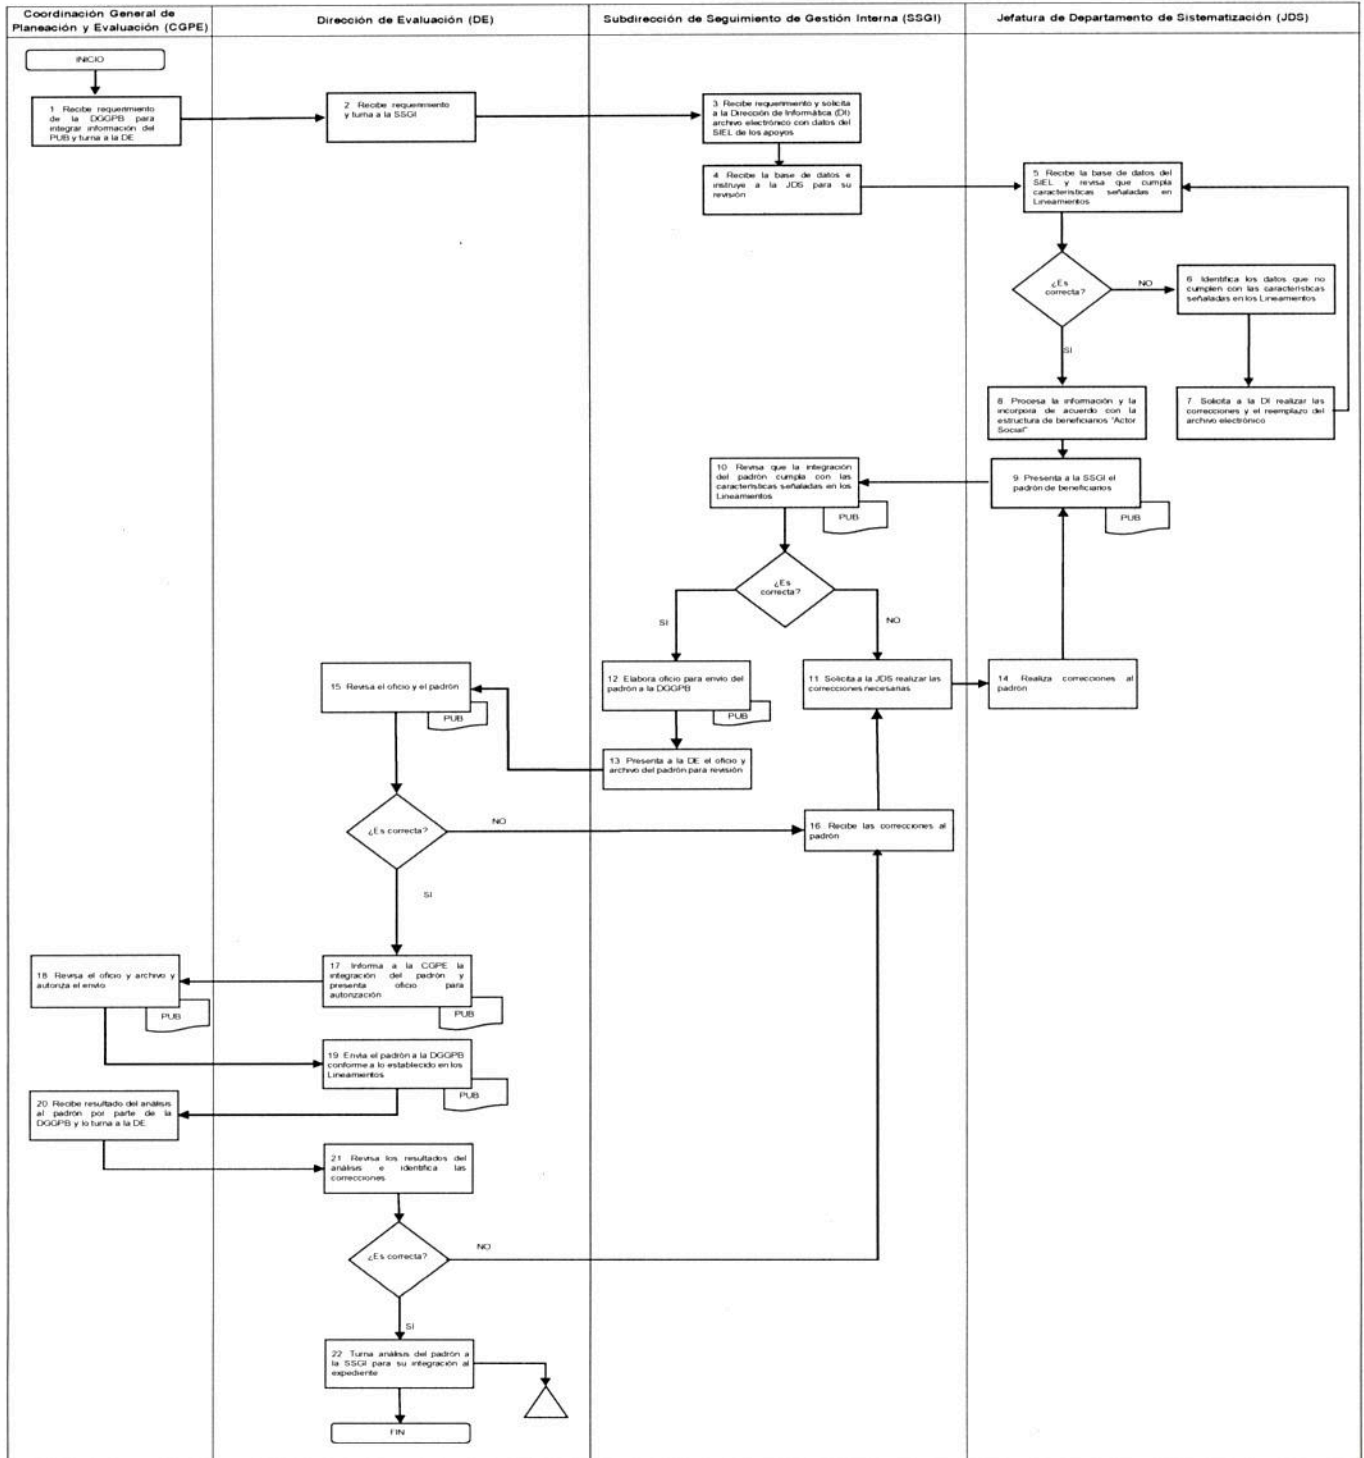 Coordinación General de
Planeación y Evaluación (CGPE)
Dirección de Evaluación (DE)
Subdirección de Seguimiento de Gestión Interna (SSGI)
Jefatura de Departamento de Sistematización (JDS)
INICIO
1 Recibe requerimiento
de la DGGPB para
integrar información del
PUB y turna a la DE
2 Recibe requerimiento
y turna a la SSGI
3 Recibe requerimiento y solicita
a la Dirección de Informática (DI)
archivo electrónico con datos del
SIEL de los apoyos
4 Recibe la base de datos e
instruye a la JDS para su
revisión
5 Recibe la base de datos del
SIEL y revisa que cumpla
características señaladas en
Lineamientos
¿Es
correcta?
NO
6 Identifica los datos que no
cumplen con las características
señaladas en los Lineamientos
SI
7 Solicita a la DI realizar las
correcciones y el reemplazo del
archivo electrónico
8 Procesa la información y la
incorpora de acuerdo con la
estructura de beneficiarios "Actor
Social"
9 Presenta a la SSGI el
padrón de beneficiarios
PUB
10 Revisa que la integración
del padrón cumpla con las
características señaladas en los
Lineamientos
PUB
¿Es
correcta?
SI
NO
11 Solicita a la JDS realizar las
correcciones necesarias
12 Elabora oficio para envío del
padrón a la DGGPB
PUB
13 Presenta a la DE el oficio y
archivo del padrón para revisión
14 Realiza correcciones al
padrón
15 Revisa el oficio y el padrón
PUB
¿Es correcta?
NO
SI
16 Recibe las correcciones al
padrón
17 Informa a la CGPE la
integración del padrón y
presenta oficio para
autorización
PUB
18 Revisa el oficio y archivo y
autoriza el envío
PUB
19 Envía el padrón a la DGGPB
conforme a lo establecido en los
Lineamientos
PUB
20 Recibe resultado del análisis
al padrón por parte de la
DGGPB y lo turna a la DE
21 Revisa los resultados del
análisis e identifica las
correcciones
¿Es correcta?
NO
SI
22 Turna análisis del padrón a
la SSGI para su integración al
expediente
FIN